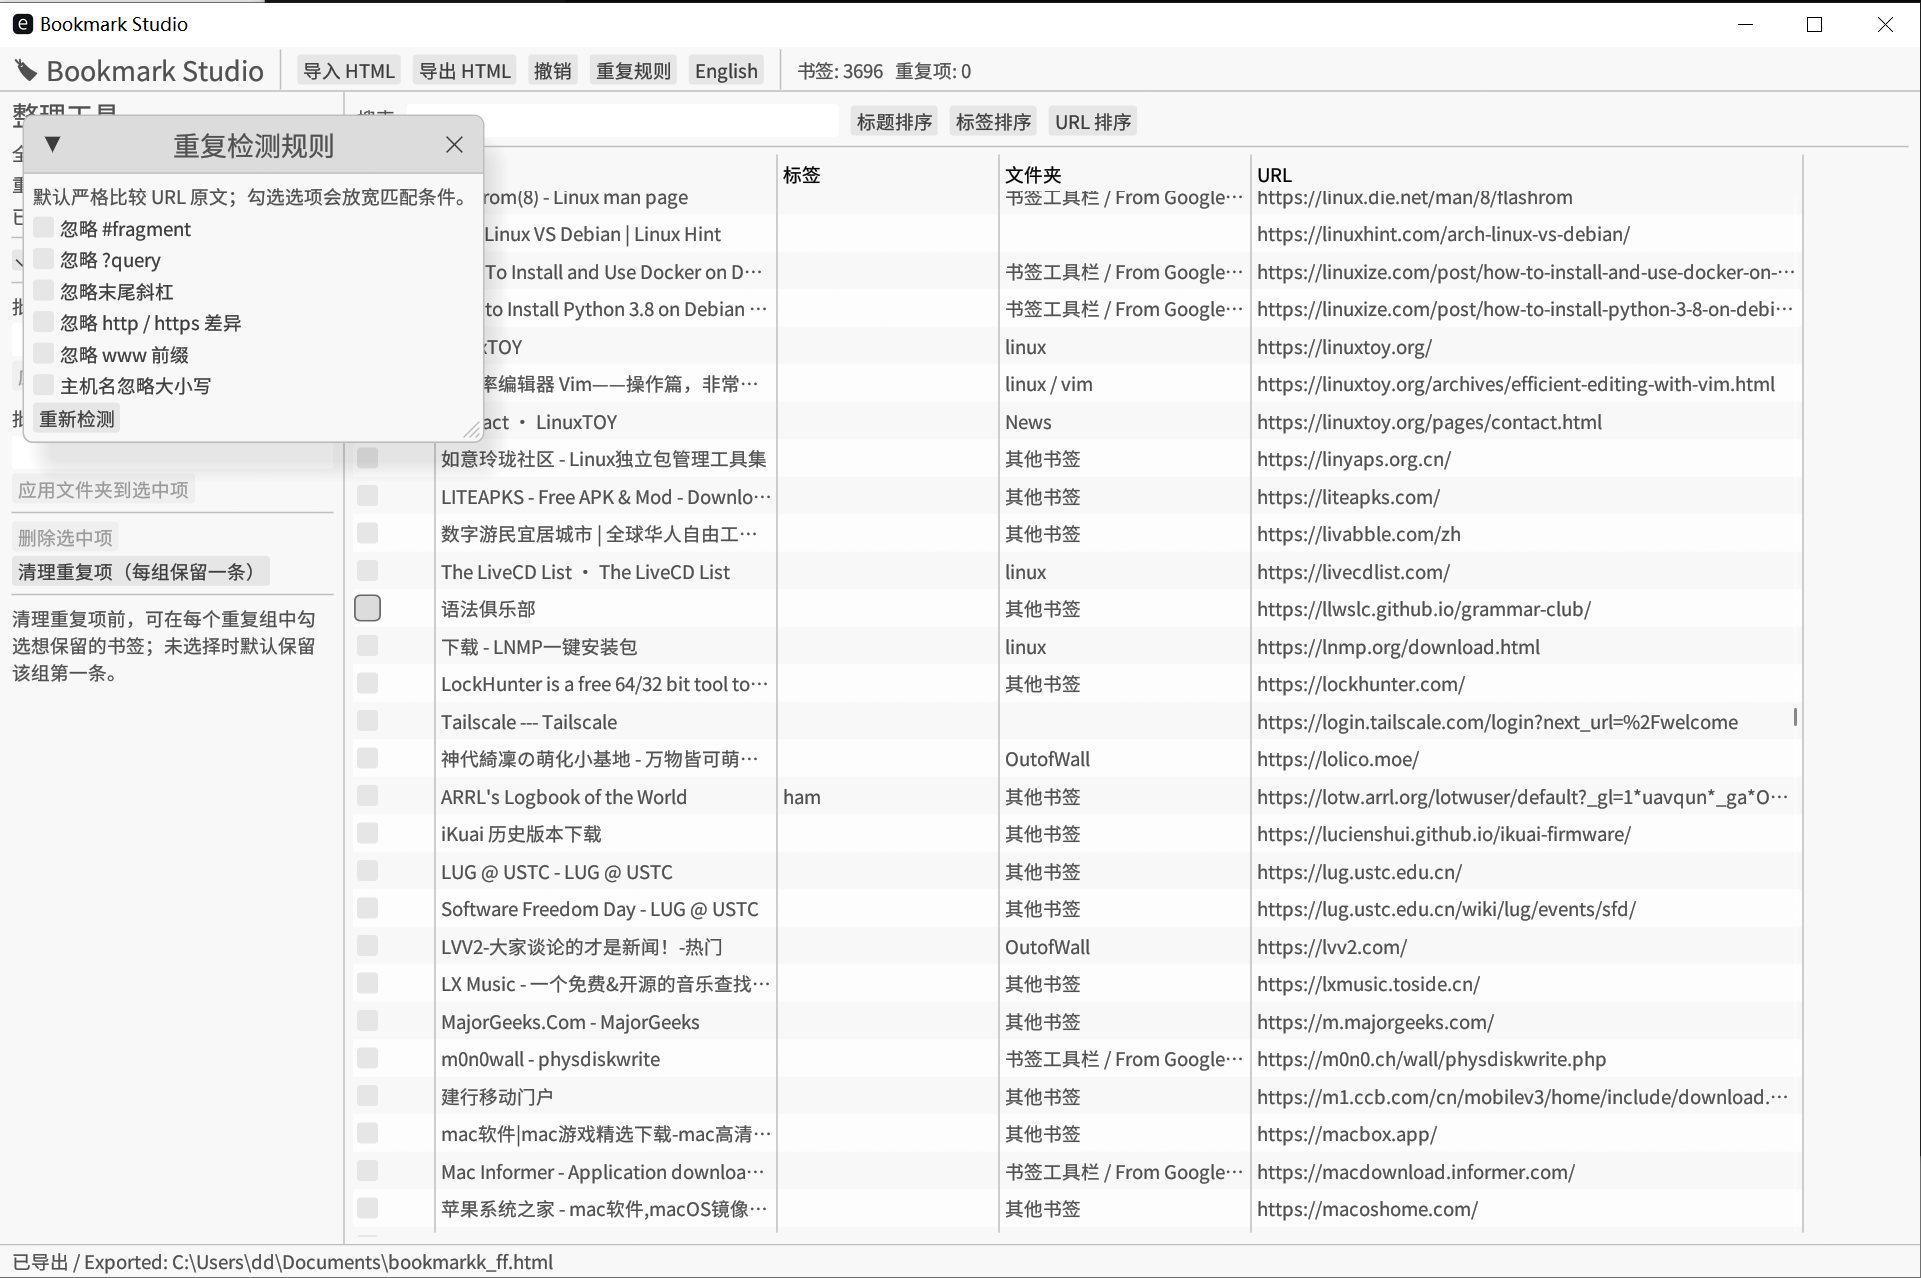 Bookmark Studio
Bookmark Studio 导入 HTML 导出 HTML 撤销 重复规则 English 书签: 3696 重复项: 0
整理工具
标题排序 标签排序 URL 排序
重复检测规则
默认严格比较 URL 原文；勾选选项会放宽匹配条件。
忽略 #fragment
忽略 ?query
忽略末尾斜杠
忽略 http / https 差异
忽略 www 前缀
主机名忽略大小写
重新检测
应用文件夹到选中项
删除选中项
清理重复项（每组保留一条）
清理重复项前，可在每个重复组中勾
选想保留的书签；未选择时默认保留
该组第一条。
标签 文件夹 URL
rom(8) - Linux man page 书签工具栏 / From Google⋯ https://linux.die.net/man/8/flashrom
Linux VS Debian | Linux Hint https://linuxhint.com/arch-linux-vs-debian/
To Install and Use Docker on D⋯ 书签工具栏 / From Google⋯ https://linuxize.com/post/how-to-install-and-use-docker-on-⋯
to Install Python 3.8 on Debian ⋯ 书签工具栏 / From Google⋯ https://linuxize.com/post/how-to-install-python-3-8-on-debi⋯
xTOY linux https://linuxtoy.org/
率编辑器 Vim——操作篇，非常⋯ linux / vim https://linuxtoy.org/archives/efficient-editing-with-vim.html
act • LinuxTOY News https://linuxtoy.org/pages/contact.html
如意玲珑社区 - Linux独立包管理工具集 其他书签 https://linyaps.org.cn/
LITEAPKS - Free APK & Mod - Downlo⋯ 其他书签 https://liteapks.com/
数字游民宜居城市 | 全球华人自由工⋯ 其他书签 https://livabble.com/zh
The LiveCD List • The LiveCD List linux https://livecdlist.com/
语法俱乐部 其他书签 https://llwslc.github.io/grammar-club/
下载 - LNMP一键安装包 linux https://lnmp.org/download.html
LockHunter is a free 64/32 bit tool to⋯ 其他书签 https://lockhunter.com/
Tailscale --- Tailscale https://login.tailscale.com/login?next_url=%2Fwelcome
神代綺凜の萌化小基地 - 万物皆可萌⋯ OutofWall https://lolico.moe/
ARRL's Logbook of the World ham 其他书签 https://lotw.arrl.org/lotwuser/default?_gl=1*uavqun*_ga*O⋯
iKuai 历史版本下载 其他书签 https://lucienshui.github.io/ikuai-firmware/
LUG @ USTC - LUG @ USTC 其他书签 https://lug.ustc.edu.cn/
Software Freedom Day - LUG @ USTC 其他书签 https://lug.ustc.edu.cn/wiki/lug/events/sfd/
LVV2-大家谈论的才是新闻！-热门 OutofWall https://lvv2.com/
LX Music - 一个免费&开源的音乐查找⋯ 其他书签 https://lxmusic.toside.cn/
MajorGeeks.Com - MajorGeeks 其他书签 https://m.majorgeeks.com/
m0n0wall - physdiskwrite 书签工具栏 / From Google⋯ https://m0n0.ch/wall/physdiskwrite.php
建行移动门户 其他书签 https://m1.ccb.com/cn/mobilev3/home/include/download.⋯
mac软件|mac游戏精选下载-mac高清⋯ 其他书签 https://macbox.app/
Mac Informer - Application downloa⋯ 书签工具栏 / From Google⋯ https://macdownload.informer.com/
苹果系统之家 - mac软件,macOS镜像⋯ 其他书签 https://macoshome.com/
已导出 / Exported: C:\Users\dd\Documents\bookmarkk_ff.html